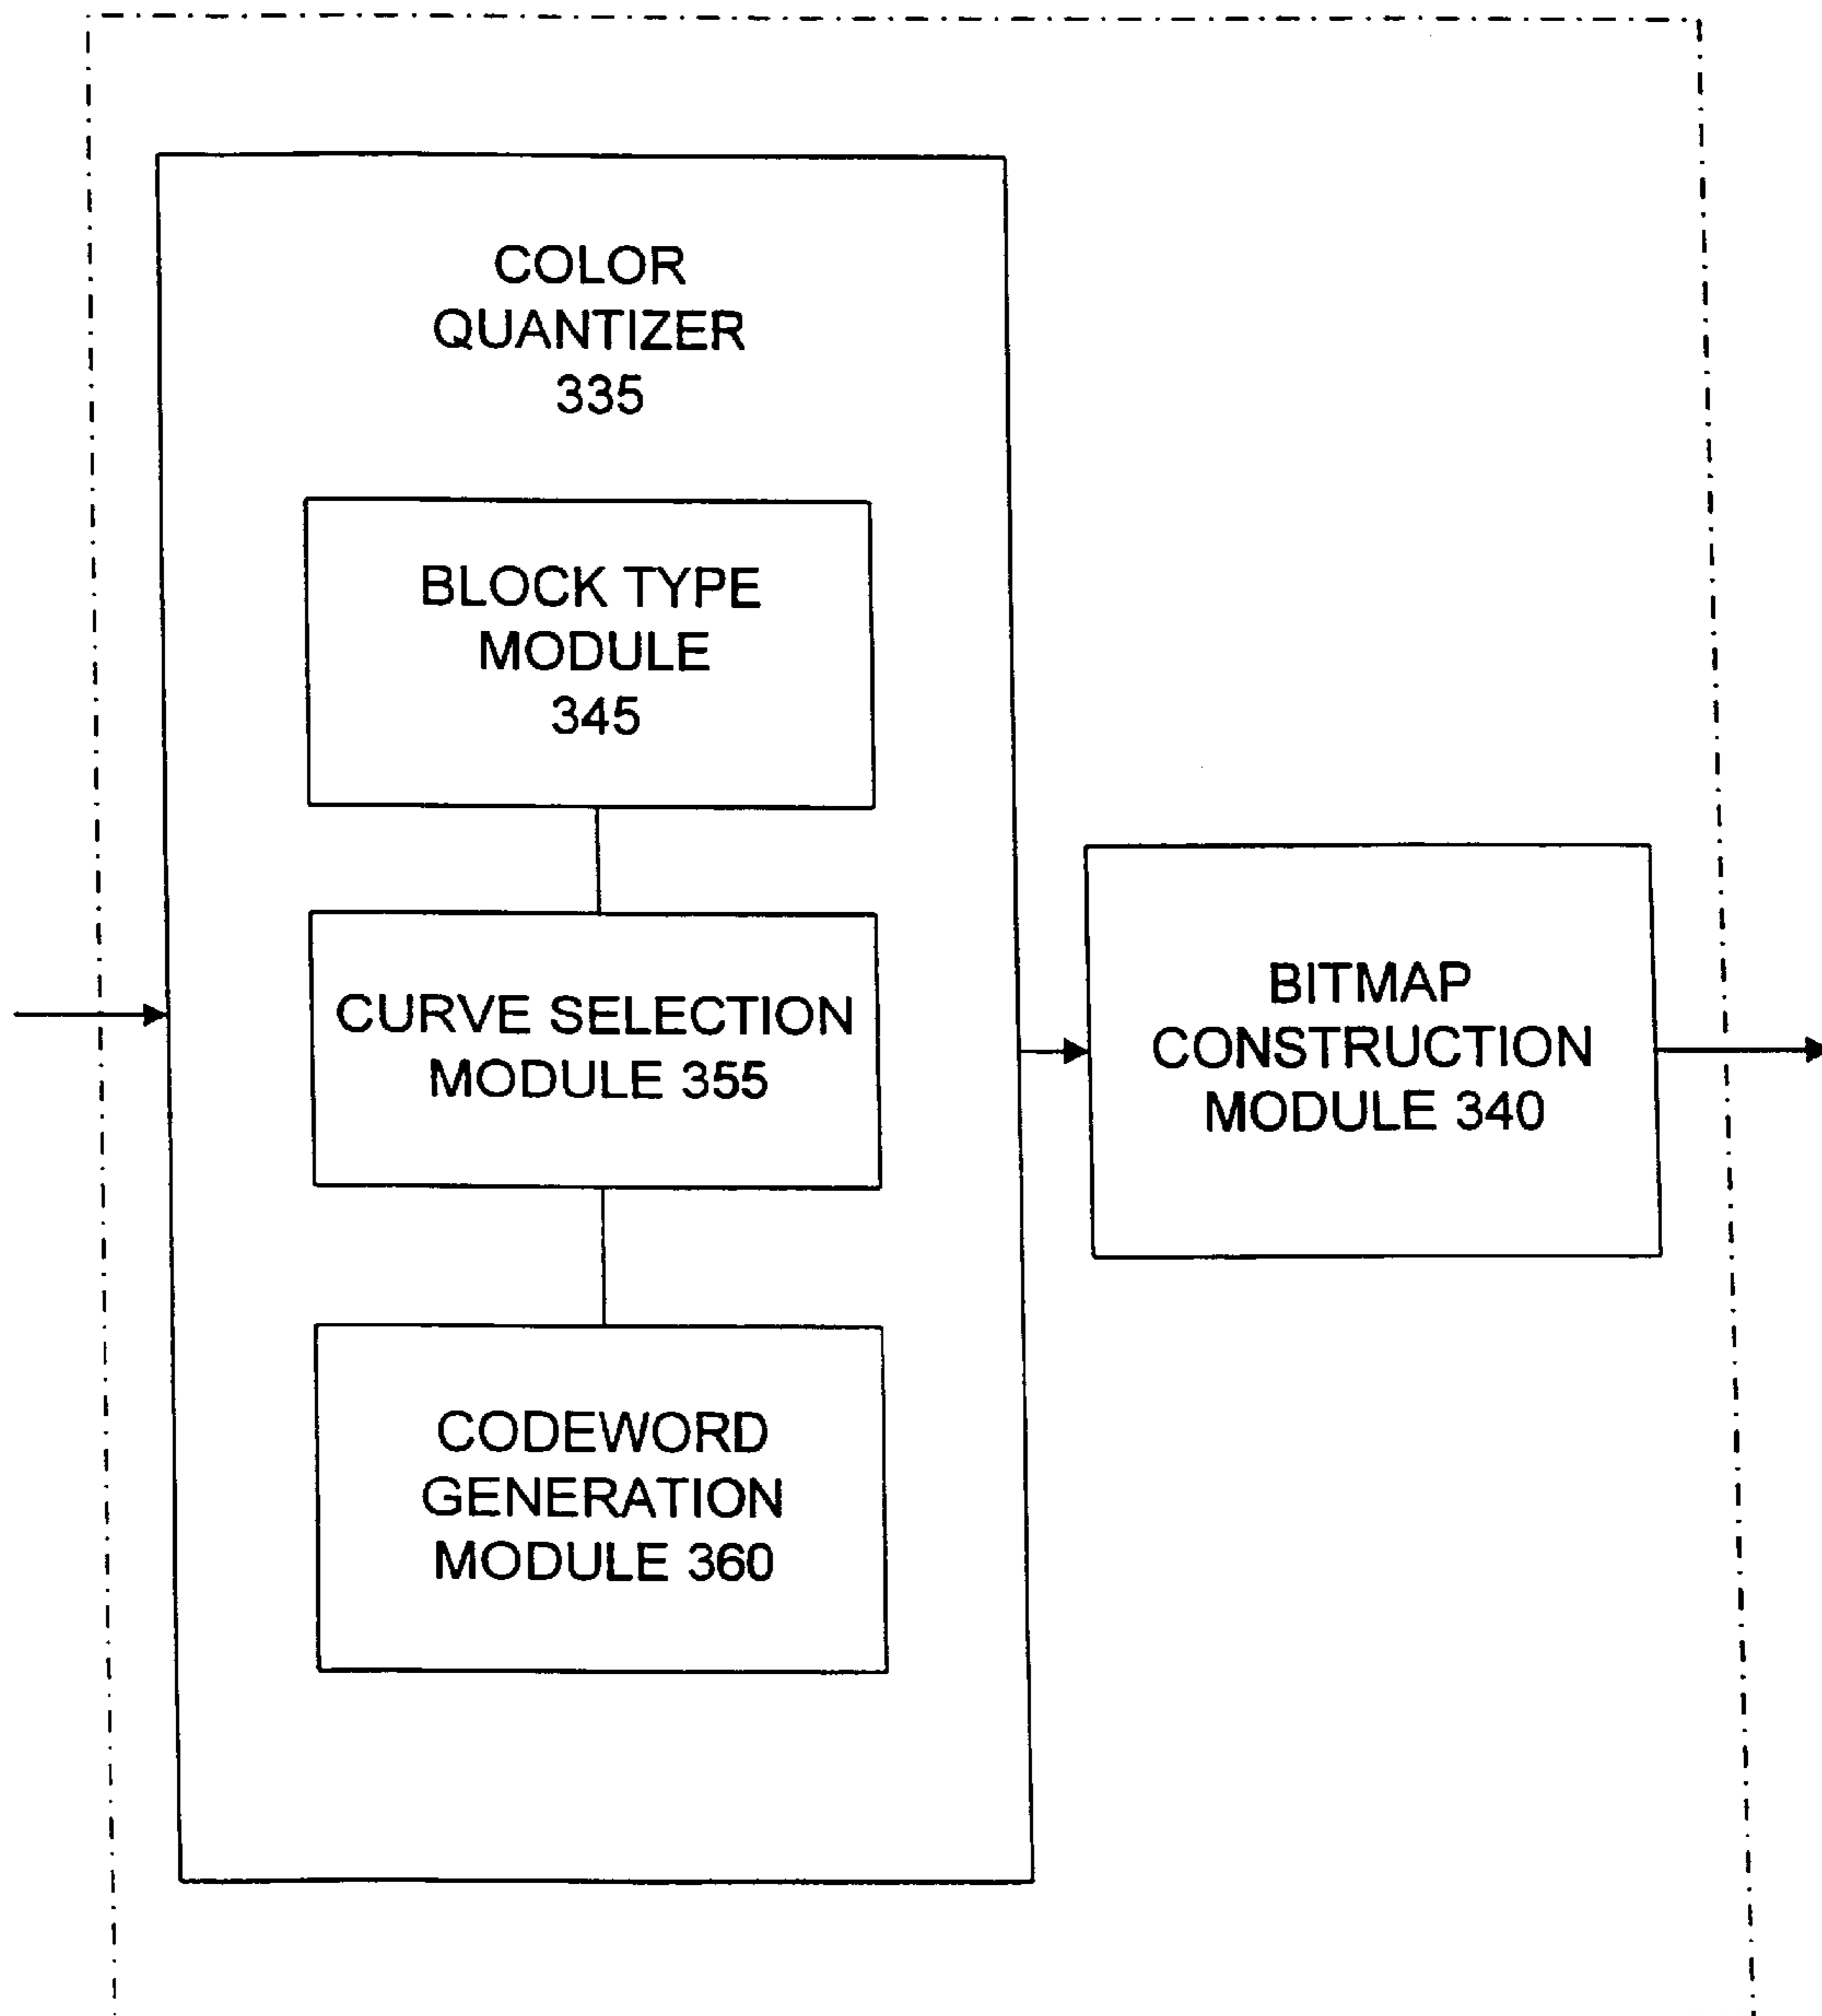 COLOR
QUANTIZER
335
BLOCK TYPE
MODULE
345
CURVE SELECTION
MODULE 355
CODEWORD
GENERATION
MODULE 360
BITMAP
CONSTRUCTION
MODULE 340